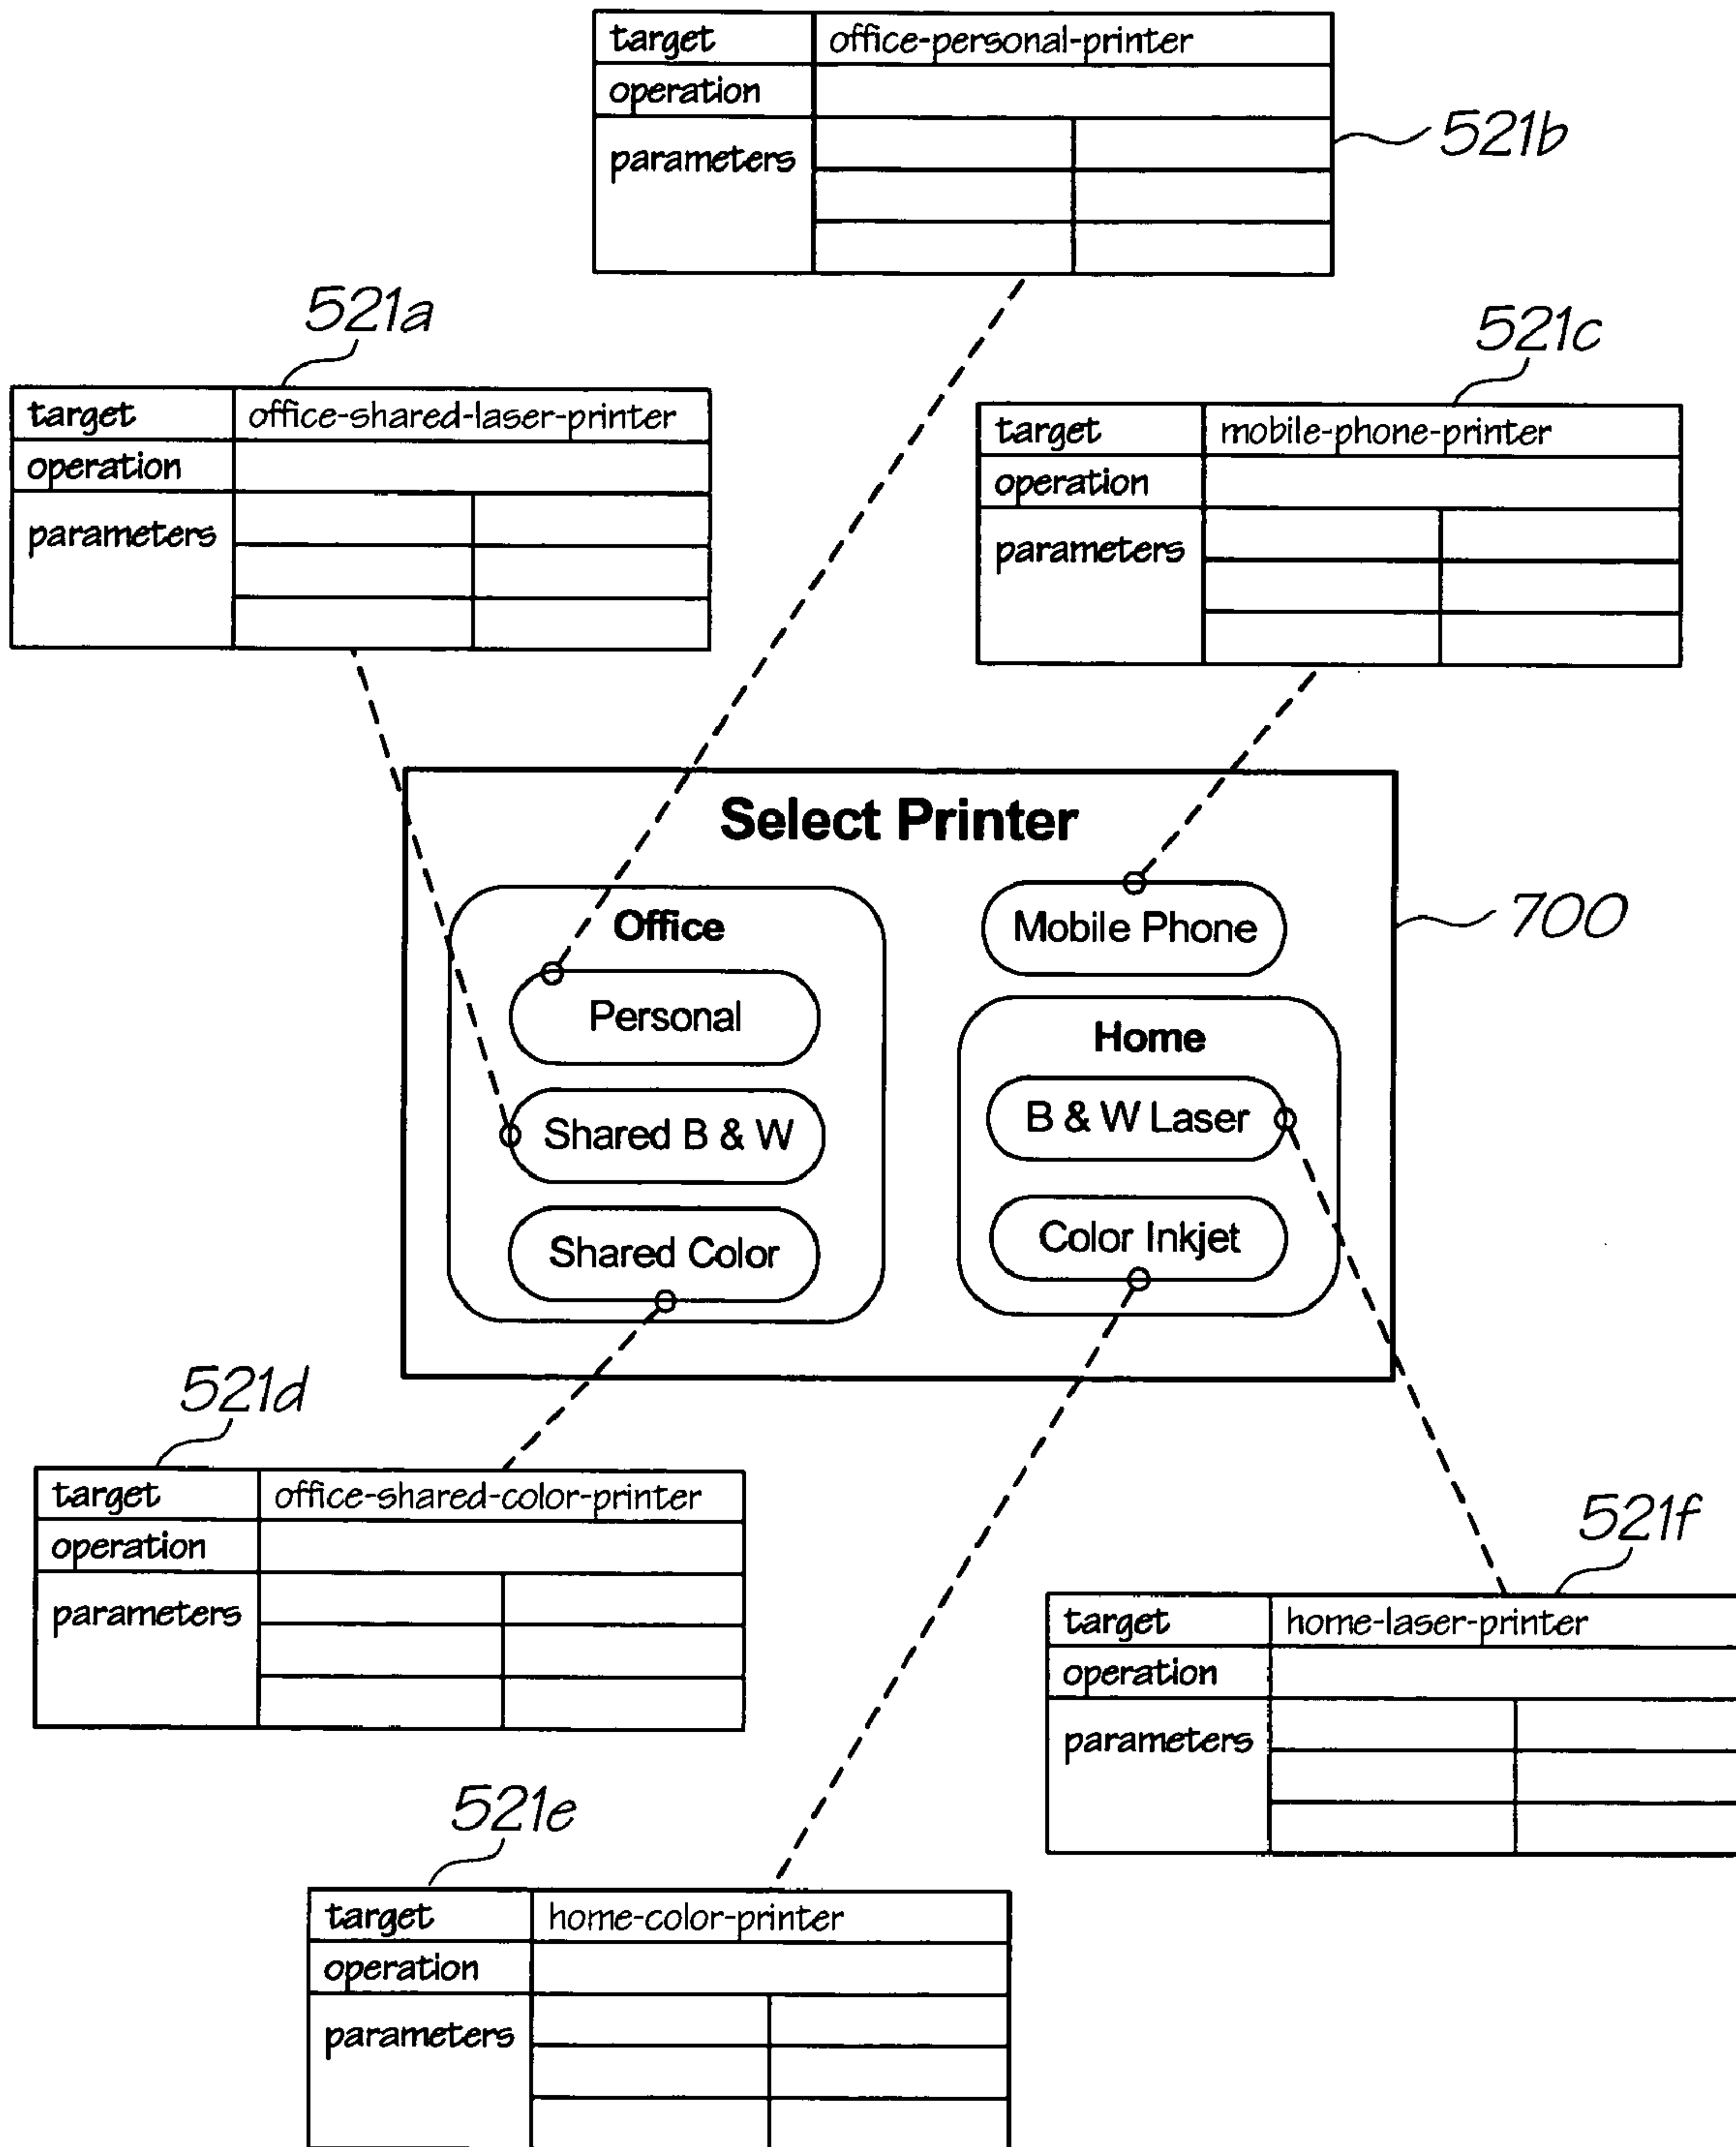 target office-personal-printer
operation
parameters
521b
521a
target office-shared-laser-printer
operation
parameters
521c
target mobile-phone-printer
operation
parameters
Select Printer
700
Office
Personal
Shared B & W
Shared Color
Mobile Phone
Home
B & W Laser
Color Inkjet
521d
target office-shared-color-printer
operation
parameters
521f
target home-laser-printer
operation
parameters
521e
target home-color-printer
operation
parameters